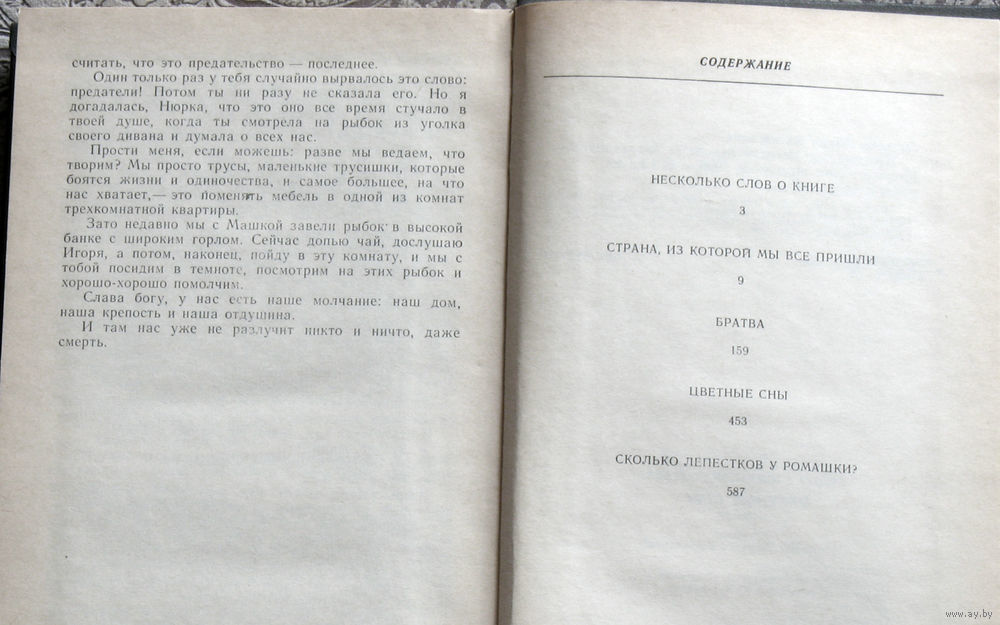 считать, что это предательство — последнее.
Один только раз у тебя случайно вырвалось это слово:
предатели! Потом ты ни разу не сказала его. Но я
догадалась, Нюрка, что это оно все время стучало в
твоей душе, когда ты смотрела на рыбок из уголка
своего дивана и думала о всех нас.
Прости меня, если можешь: разве мы ведаем, что
творим? Мы просто трусы, маленькие трусишки, которые
боятся жизни и одиночества, и самое большее, на что
нас хватает,— это поменять мебель в одной из комнат
трехкомнатной квартиры.
Зато недавно мы с Машкой завели рыбок в высокой
банке с широким горлом. Сейчас допью чай, дослушаю
Игоря, а потом, наконец, пойду в эту комнату, и мы с
тобой посидим в темноте, посмотрим на этих рыбок и
хорошо-хорошо помолчим.
Слава богу, у нас есть наше молчание: наш дом,
наша крепость и наша отдушина.
И там нас уже не разлучит никто и ничто, даже
смерть.
СОДЕРЖАНИЕ
НЕСКОЛЬКО СЛОВ О КНИГЕ
3
СТРАНА, ИЗ КОТОРОЙ МЫ ВСЕ ПРИШЛИ
9
БРАТВА
159
ЦВЕТНЫЕ СНЫ
453
СКОЛЬКО ЛЕПЕСТКОВ У РОМАШКИ?
587
www.ay.by